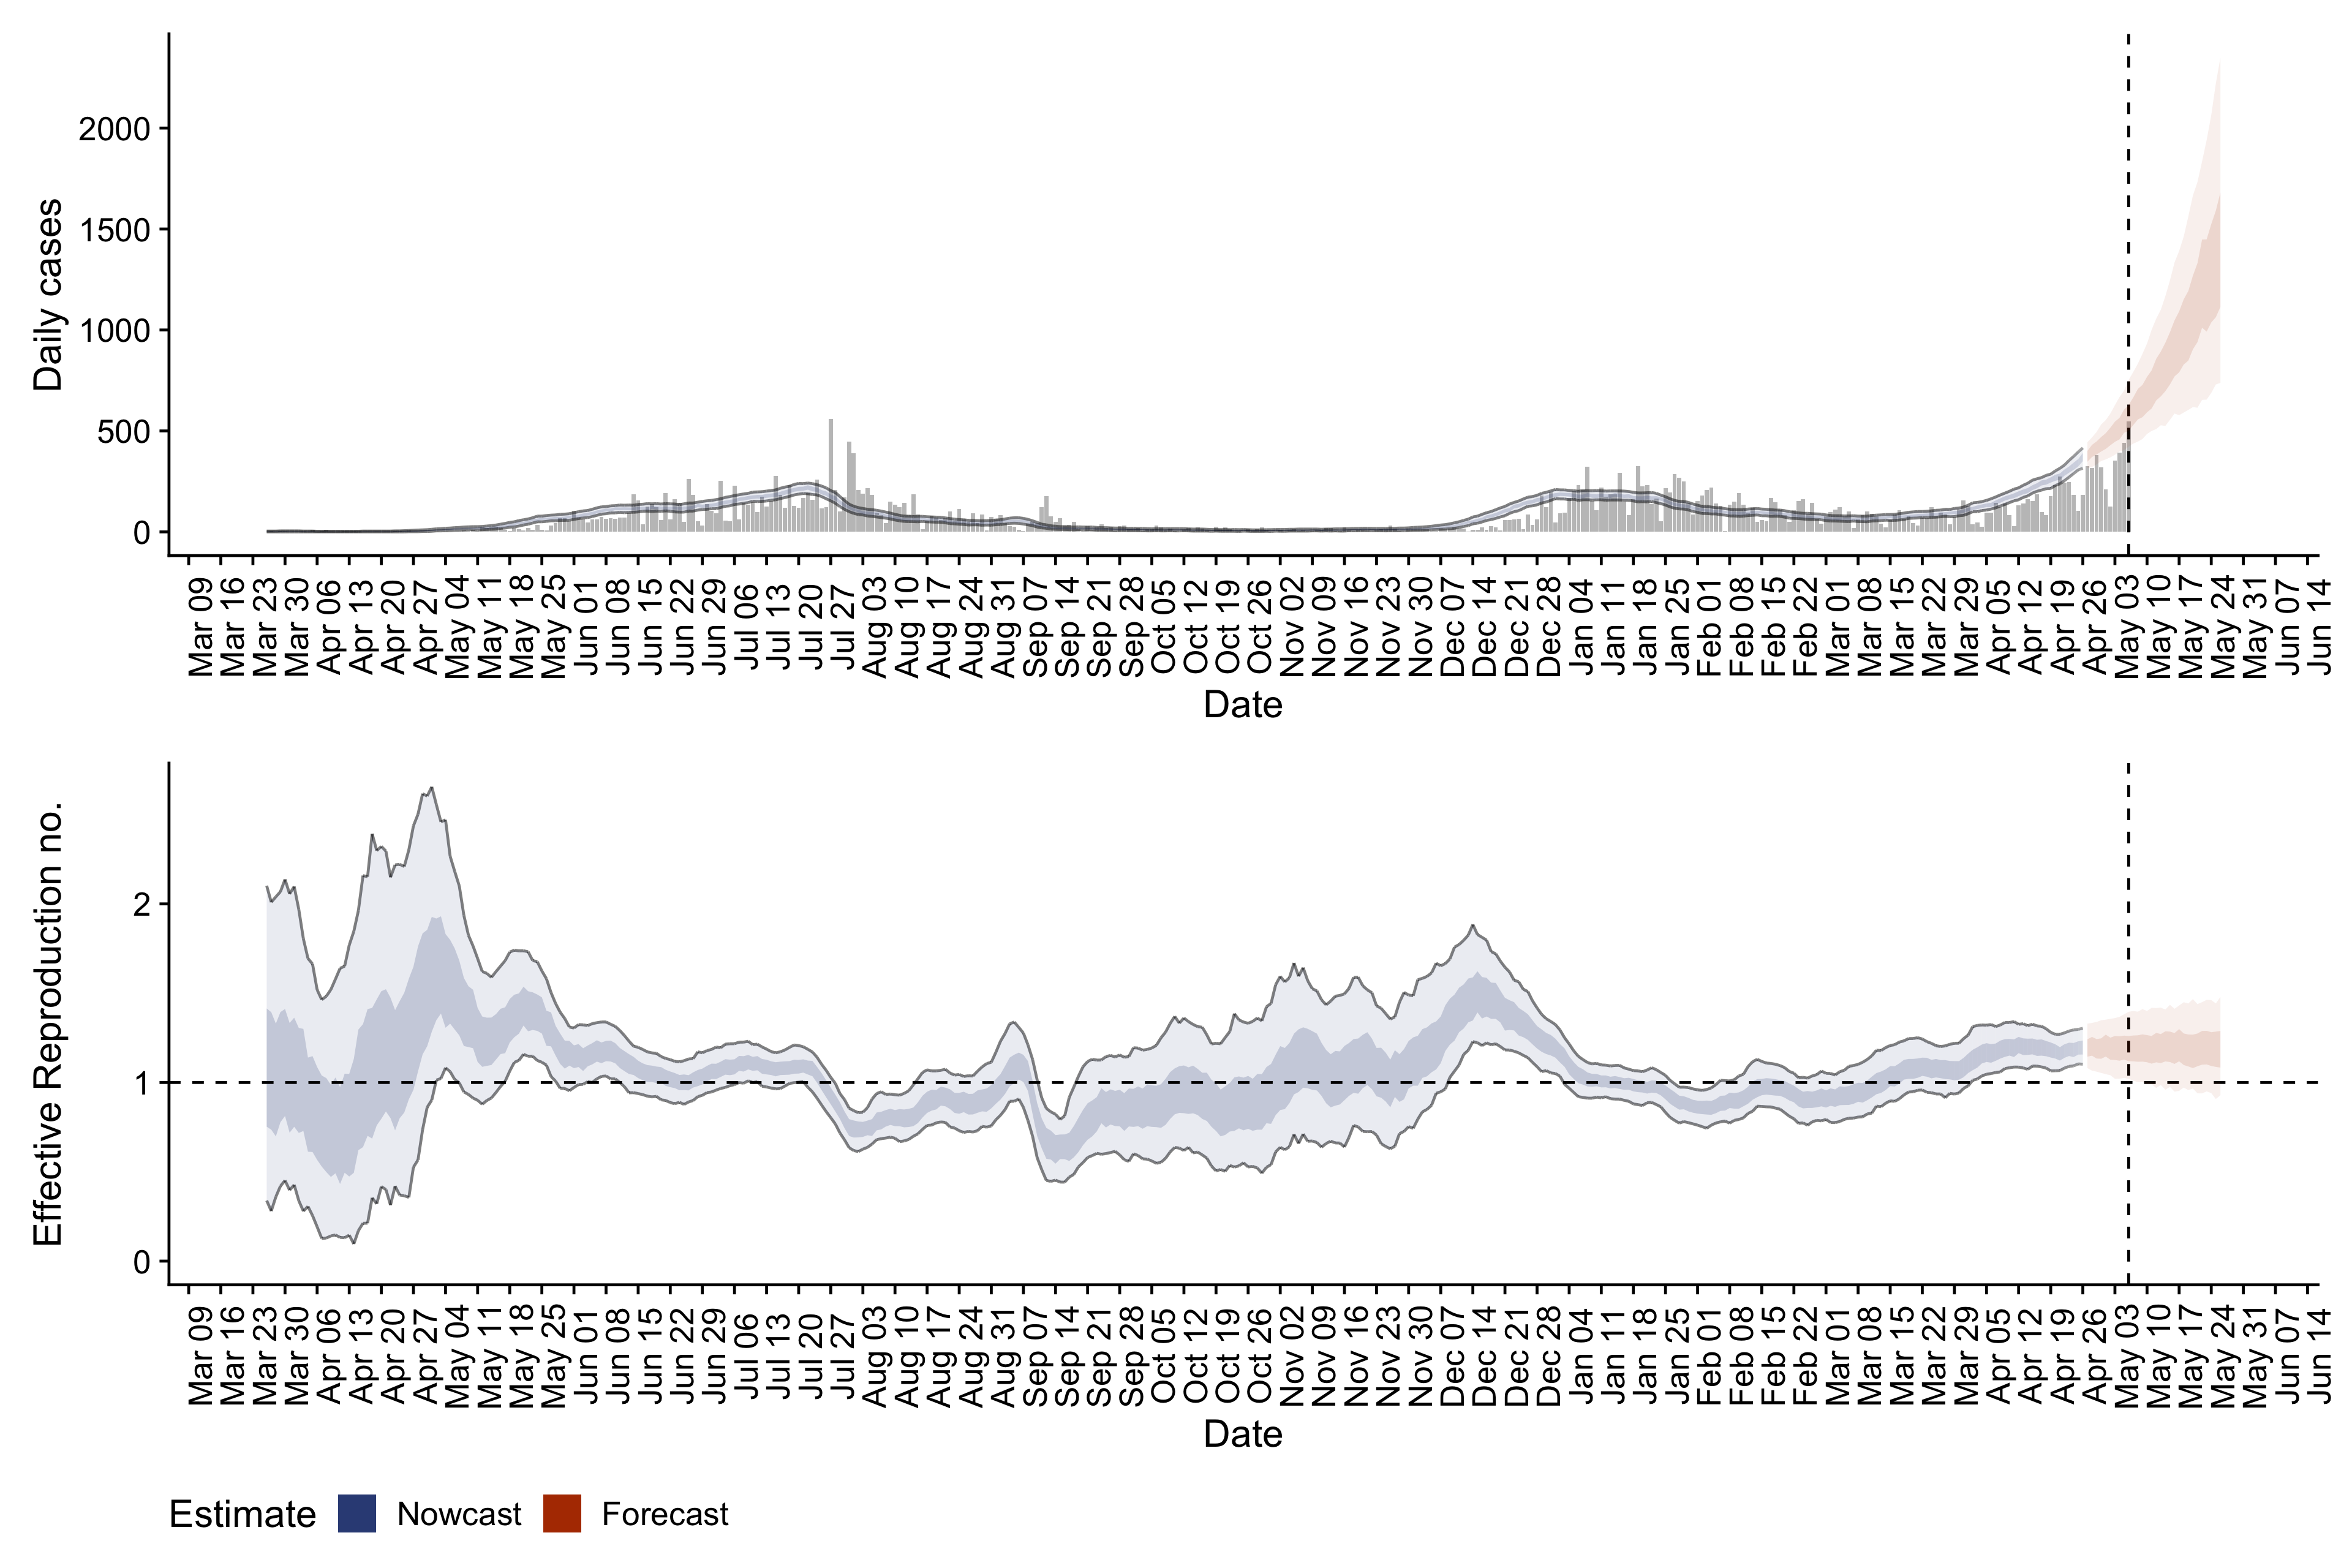 Daily cases
2000
1500
1000
500
0
Mar 09
Mar 16
Mar 23
Mar 30
Apr 06
Apr 13
Apr 20
Apr 27
May 04
May 11
May 18
May 25
Jun 01
Jun 08
Jun 15
Jun 22
Jun 29
Jul 06
Jul 13
Jul 20
Jul 27
Aug 03
Aug 10
Aug 17
Aug 24
Aug 31
Sep 07
Sep 14
Sep 21
Sep 28
Oct 05
Oct 12
Oct 19
Oct 26
Nov 02
Nov 09
Nov 16
Nov 23
Nov 30
Dec 07
Dec 14
Dec 21
Dec 28
Jan 04
Jan 11
Jan 18
Jan 25
Feb 01
Feb 08
Feb 15
Feb 22
Mar 01
Mar 08
Mar 15
Mar 22
Mar 29
Apr 05
Apr 12
Apr 19
Apr 26
May 03
May 10
May 17
May 24
May 31
Jun 07
Jun 14
Date
Effective Reproduction no.
2
1
0
Mar 09
Mar 16
Mar 23
Mar 30
Apr 06
Apr 13
Apr 20
Apr 27
May 04
May 11
May 18
May 25
Jun 01
Jun 08
Jun 15
Jun 22
Jun 29
Jul 06
Jul 13
Jul 20
Jul 27
Aug 03
Aug 10
Aug 17
Aug 24
Aug 31
Sep 07
Sep 14
Sep 21
Sep 28
Oct 05
Oct 12
Oct 19
Oct 26
Nov 02
Nov 09
Nov 16
Nov 23
Nov 30
Dec 07
Dec 14
Dec 21
Dec 28
Jan 04
Jan 11
Jan 18
Jan 25
Feb 01
Feb 08
Feb 15
Feb 22
Mar 01
Mar 08
Mar 15
Mar 22
Mar 29
Apr 05
Apr 12
Apr 19
Apr 26
May 03
May 10
May 17
May 24
May 31
Jun 07
Jun 14
Date
Estimate Nowcast Forecast